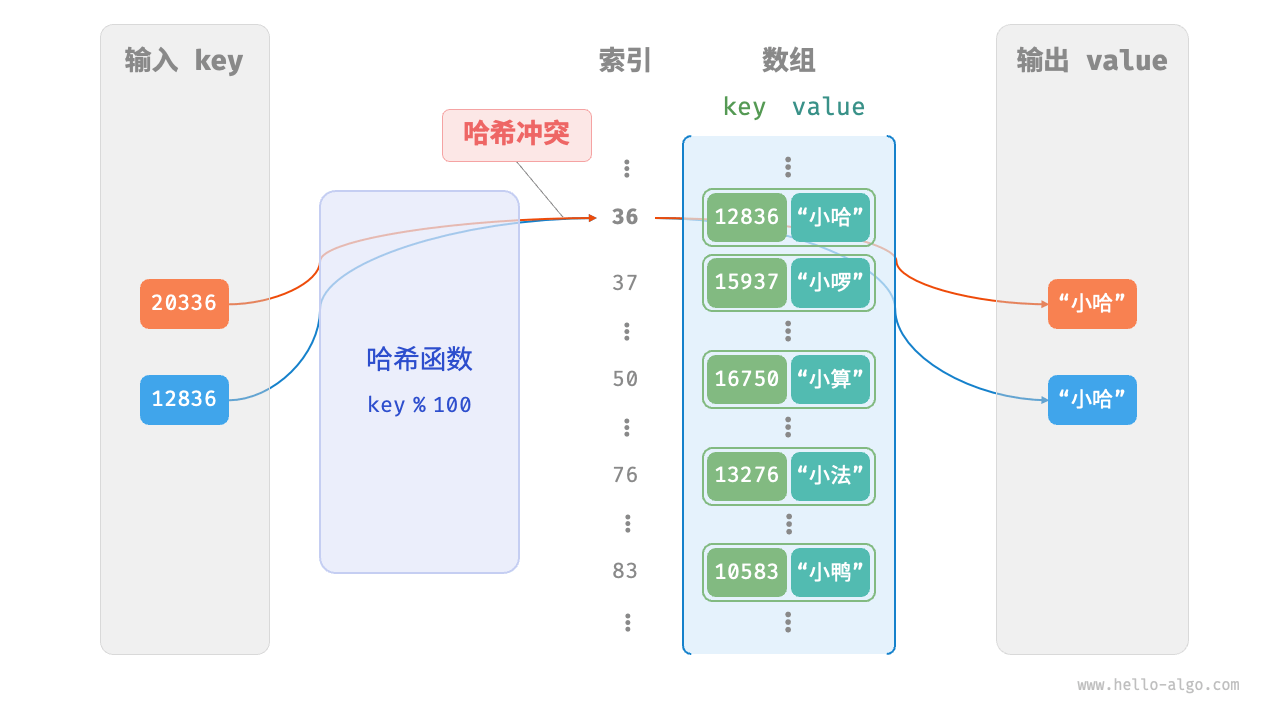 输入 key
索引
数组
输出 value
key value
哈希冲突
36
12836 “小哈”
37
15937 “小啰”
20336
“小哈”
哈希函数
key % 100
50
16750 “小算”
12836
“小哈”
76
13276 “小法”
83
10583 “小鸭”
www.hello-algo.com